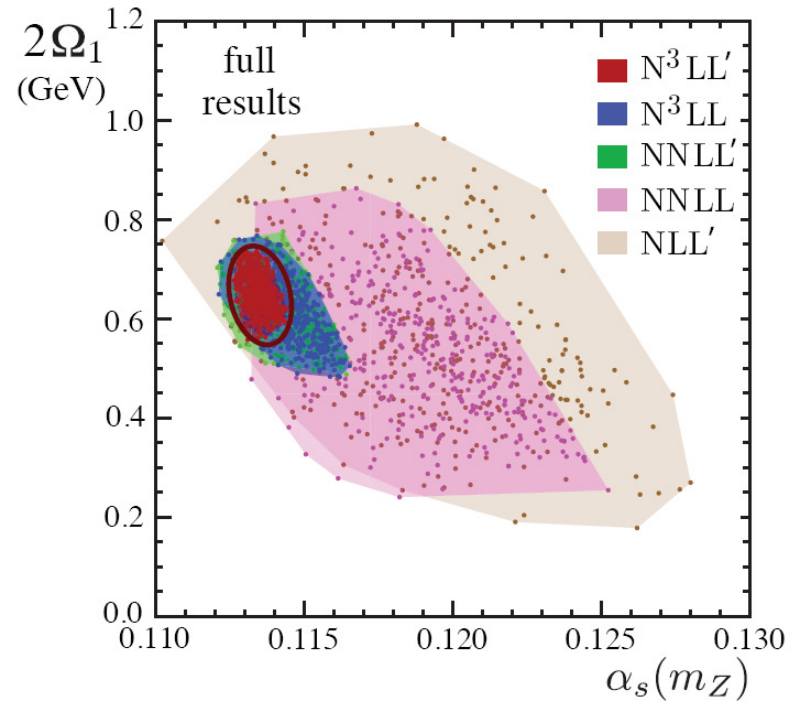 1.2
2Ω₁
(GeV)
full
results
N³LL′
N³LL
NNLL′
NNLL
NLL′
1.0
0.8
0.6
0.4
0.2
0.0
0.110
0.115
0.120
0.125
0.130
αₛ(m_Z)